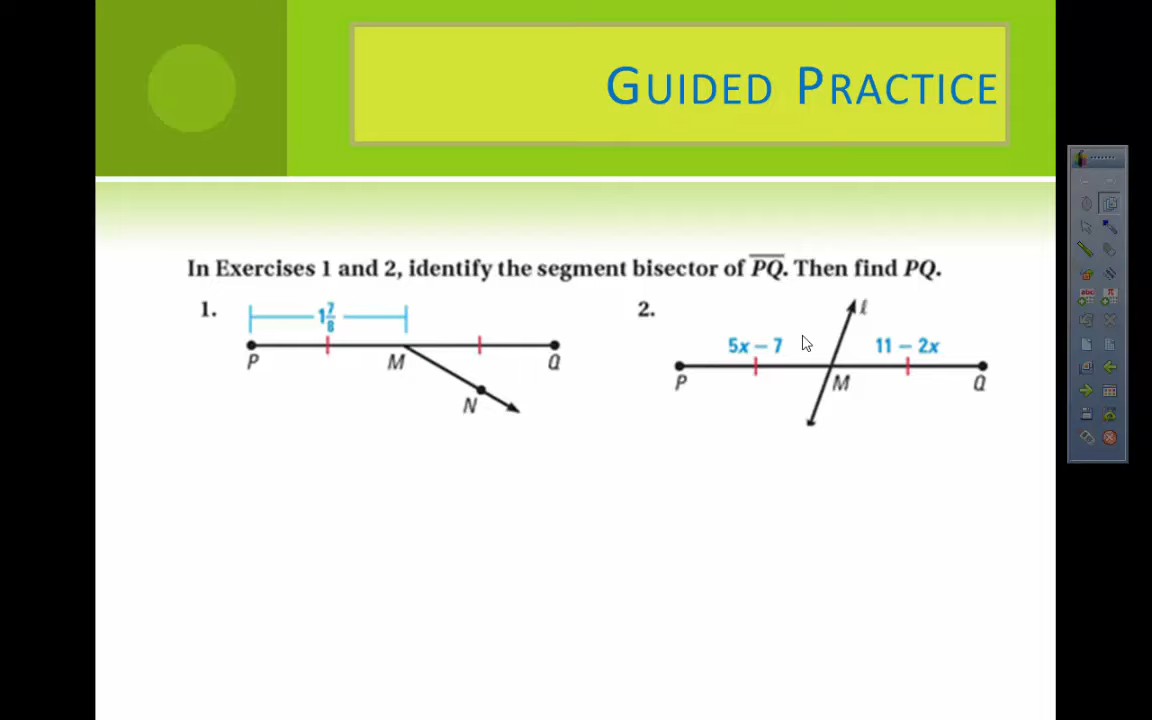 GUIDED PRACTICE
In Exercises 1 and 2, identify the segment bisector of PQ. Then find PQ.
1.
1 7/8
P M Q
N
2.
ℓ
5x − 7 11 − 2x
P M Q